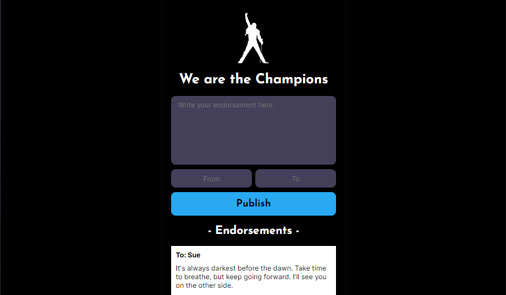 We are the Champions
Write your endorsement here
From
To
Publish
- Endorsements -
To: Sue
It's always darkest before the dawn. Take time
to breathe, but keep going forward. I'll see you
on the other side.